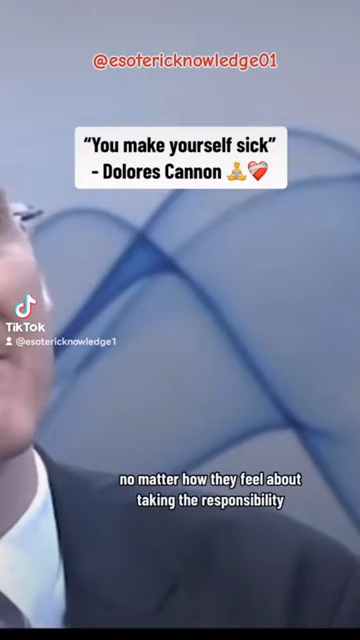 @esotericknowledge01
“You make yourself sick”
- Dolores Cannon 🧘❤️‍🩹
TikTok
@esotericknowledge1
no matter how they feel about
taking the responsibility